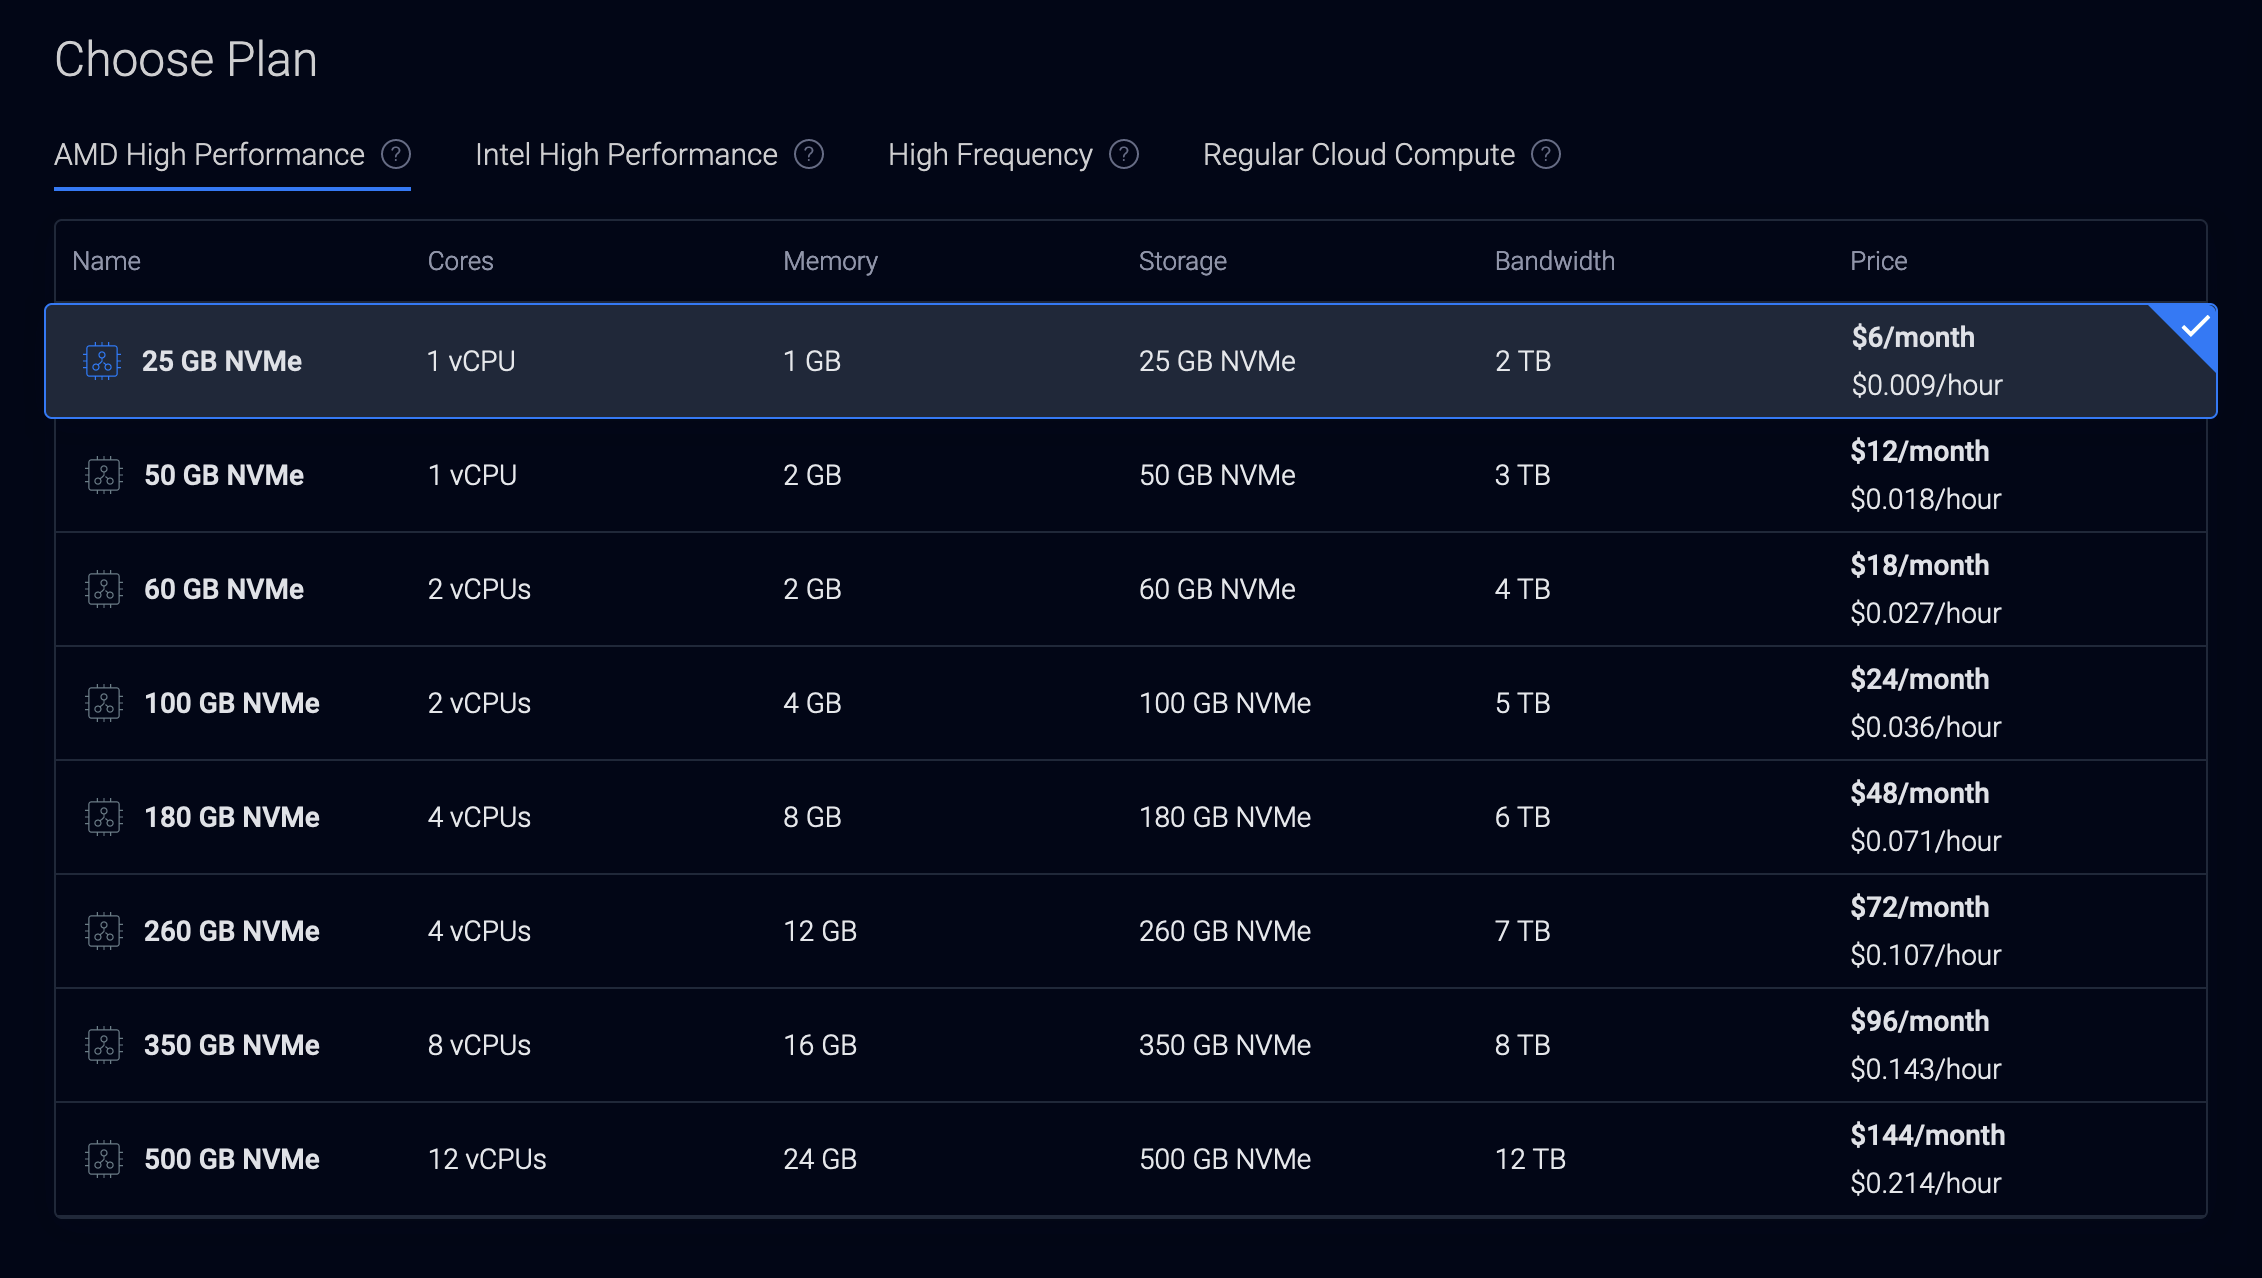 Choose Plan
AMD High Performance ? Intel High Performance ? High Frequency ? Regular Cloud Compute ?
Name Cores Memory Storage Bandwidth Price
25 GB NVMe 1 vCPU 1 GB 25 GB NVMe 2 TB $6/month
$0.009/hour
50 GB NVMe 1 vCPU 2 GB 50 GB NVMe 3 TB $12/month
$0.018/hour
60 GB NVMe 2 vCPUs 2 GB 60 GB NVMe 4 TB $18/month
$0.027/hour
100 GB NVMe 2 vCPUs 4 GB 100 GB NVMe 5 TB $24/month
$0.036/hour
180 GB NVMe 4 vCPUs 8 GB 180 GB NVMe 6 TB $48/month
$0.071/hour
260 GB NVMe 4 vCPUs 12 GB 260 GB NVMe 7 TB $72/month
$0.107/hour
350 GB NVMe 8 vCPUs 16 GB 350 GB NVMe 8 TB $96/month
$0.143/hour
500 GB NVMe 12 vCPUs 24 GB 500 GB NVMe 12 TB $144/month
$0.214/hour